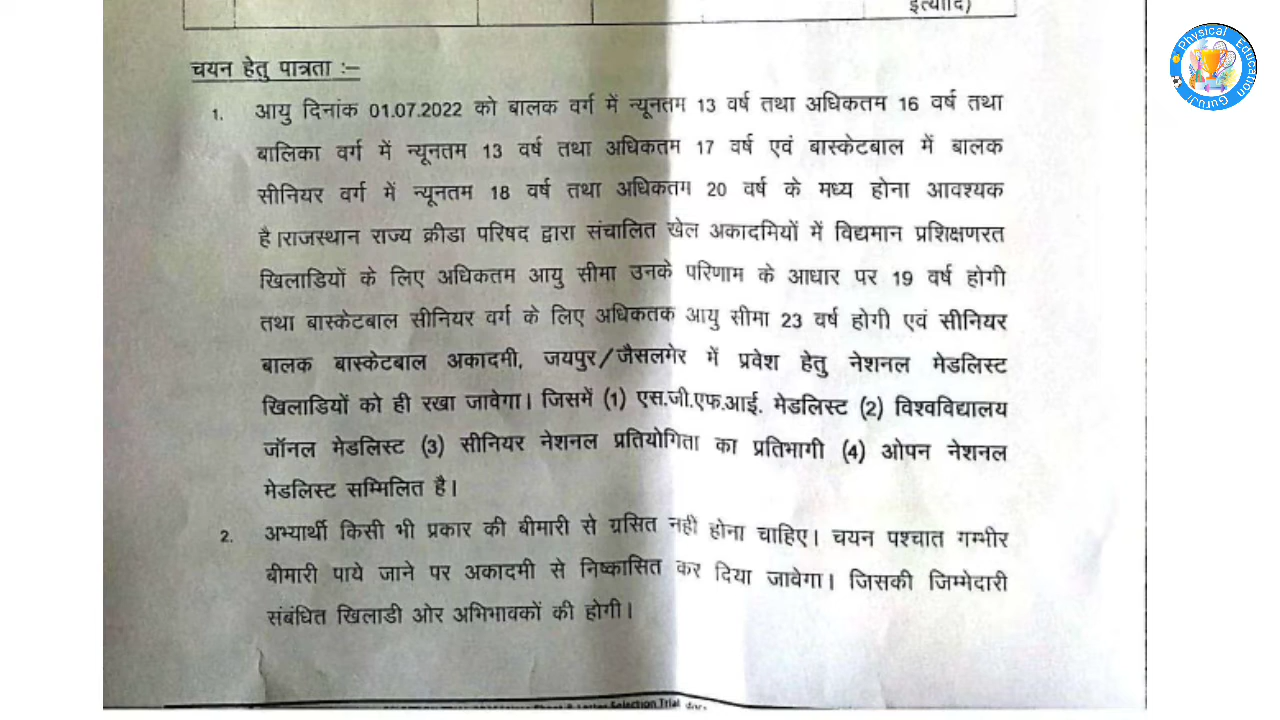 इत्यादि)
चयन हेतु पात्रता :–
1. आयु दिनांक 01.07.2022 को बालक वर्ग में न्यूनतम 13 वर्ष तथा अधिकतम 16 वर्ष तथा
बालिका वर्ग में न्यूनतम 13 वर्ष तथा अधिकतम 17 वर्ष एवं बास्केटबाल में बालक
सीनियर वर्ग में न्यूनतम 18 वर्ष तथा अधिकतम 20 वर्ष के मध्य होना आवश्यक
है।राजस्थान राज्य क्रीडा परिषद द्वारा संचालित खेल अकादमियों में विद्यमान प्रशिक्षणरत
खिलाडियों के लिए अधिकतम आयु सीमा उनके परिणाम के आधार पर 19 वर्ष होगी
तथा बास्केटबाल सीनियर वर्ग के लिए अधिकतक आयु सीमा 23 वर्ष होगी एवं सीनियर
बालक बास्केटबाल अकादमी, जयपुर/जैसलमेर में प्रवेश हेतु नेशनल मेडलिस्ट
खिलाडियों को ही रखा जावेगा। जिसमें (1) एस.जी.एफ.आई. मेडलिस्ट (2) विश्वविद्यालय
जॉनल मेडलिस्ट (3) सीनियर नेशनल प्रतियोगिता का प्रतिभागी (4) ओपन नेशनल
मेडलिस्ट सम्मिलित है।
2. अभ्यार्थी किसी भी प्रकार की बीमारी से ग्रसित नहीं होना चाहिए। चयन पश्चात गम्भीर
बीमारी पाये जाने पर अकादमी से निष्कासित कर दिया जावेगा। जिसकी जिम्मेदारी
संबंधित खिलाडी ओर अभिभावकों की होगी।
Selection Trial
Physical Education Guruji